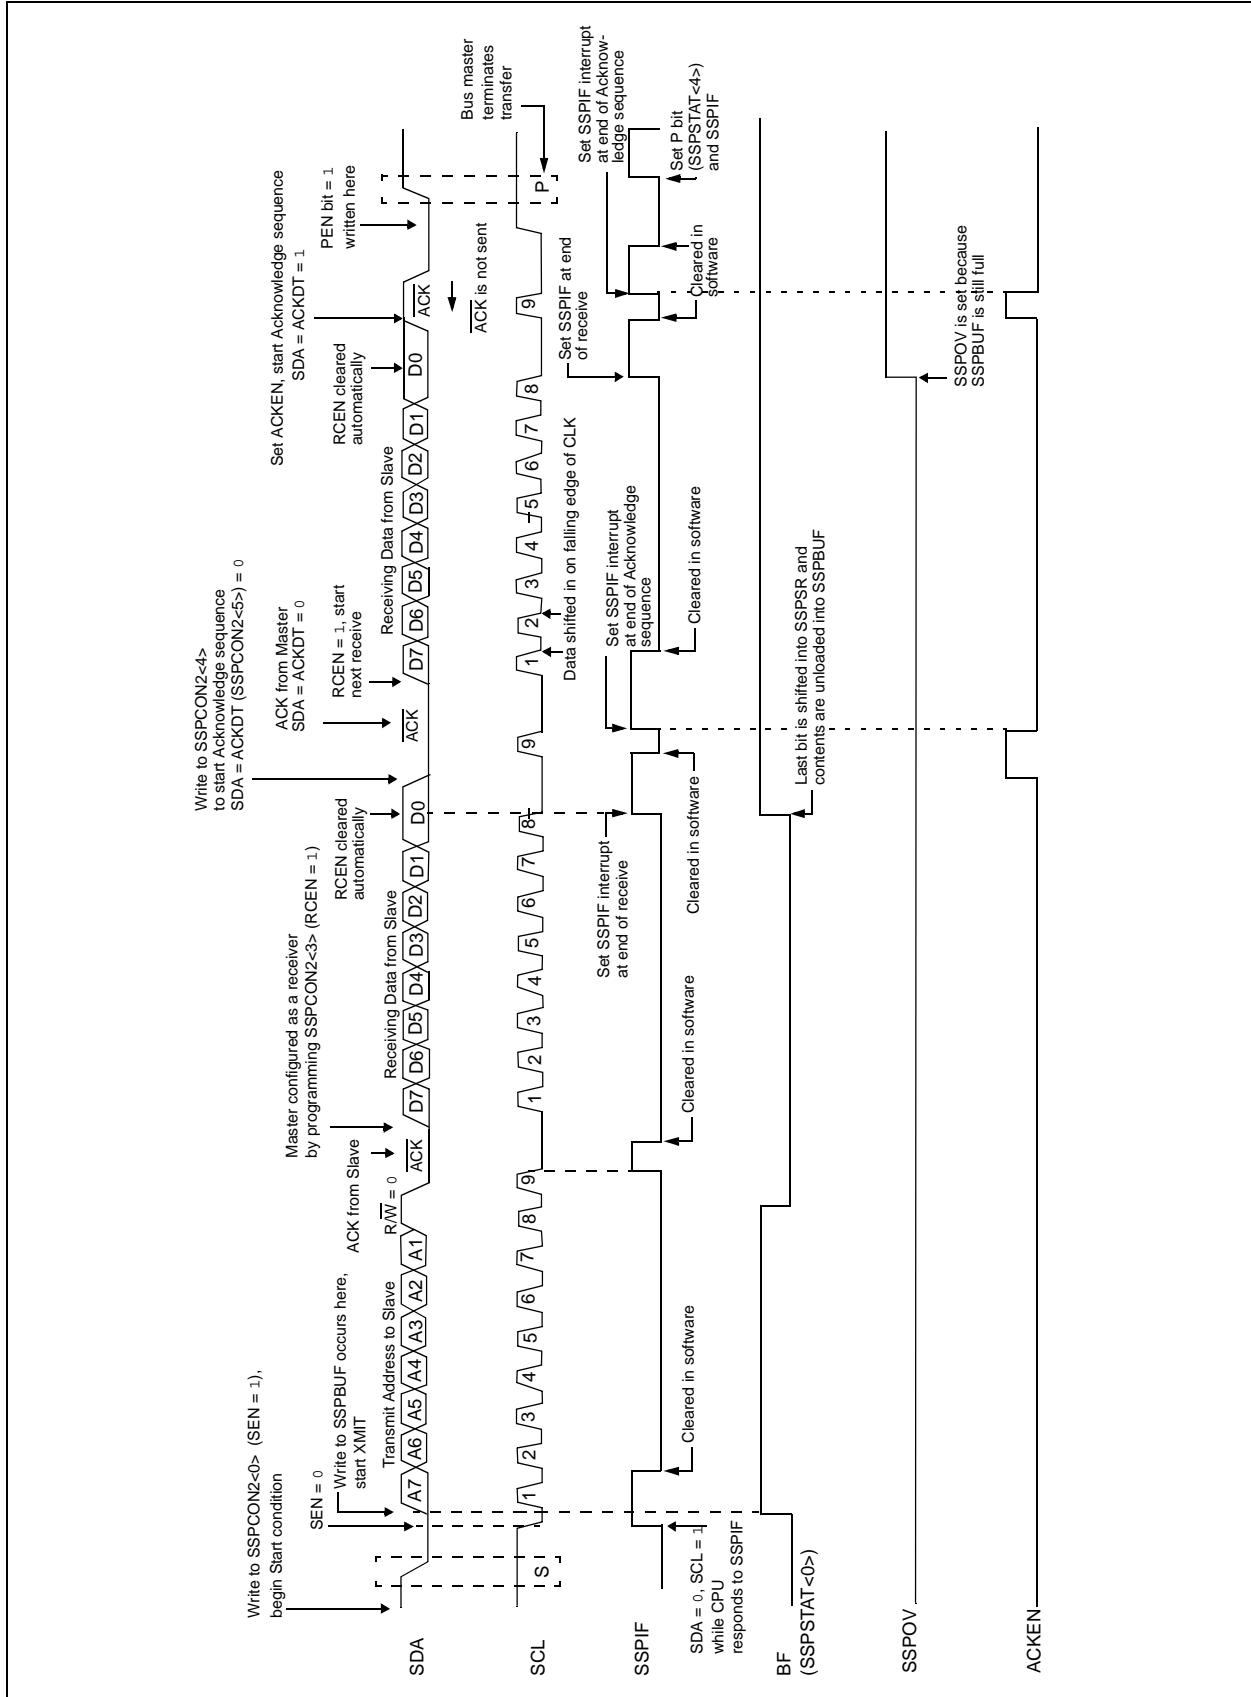 Write to SSPCON2<4>
to start Acknowledge sequence
SDA = ACKDT (SSPCON2<5>) = 0
Write to SSPCON2<0> (SEN = 1),
begin Start condition
Master configured as a receiver
by programming SSPCON2<3> (RCEN = 1)
ACK from Master
SDA = ACKDT = 0
Set ACKEN, start Acknowledge sequence
SDA = ACKDT = 1
SEN = 0
Write to SSPBUF occurs here,
start XMIT
ACK from Slave
RCEN cleared
automatically
RCEN = 1, start
next receive
RCEN cleared
automatically
PEN bit = 1
written here
Transmit Address to Slave
R/W = 0
Receiving Data from Slave
Receiving Data from Slave
SDA
A7 A6 A5 A4 A3 A2 A1
ACK
D7 D6 D5 D4 D3 D2 D1 D0
ACK
D7 D6 D5 D4 D3 D2 D1 D0
ACK
ACK is not sent
Bus master
terminates
transfer
SCL
S
1 2 3 4 5 6 7 8 9
1 2 3 4 5 6 7 8
9
1 2 3 4 5 6 7 8
9
P
Data shifted in on falling edge of CLK
Set SSPIF interrupt
at end of receive
Set SSPIF interrupt
at end of Acknowledge
sequence
Set SSPIF at end
of receive
Set SSPIF interrupt
at end of Acknow-
ledge sequence
SSPIF
SDA = 0, SCL = 1
while CPU
responds to SSPIF
Cleared in software
Cleared in software
Cleared in software
Cleared in software
Cleared in
software
Set P bit
(SSPSTAT<4>)
and SSPIF
BF
(SSPSTAT<0>)
Last bit is shifted into SSPSR and
contents are unloaded into SSPBUF
SSPOV
SSPOV is set because
SSPBUF is still full
ACKEN